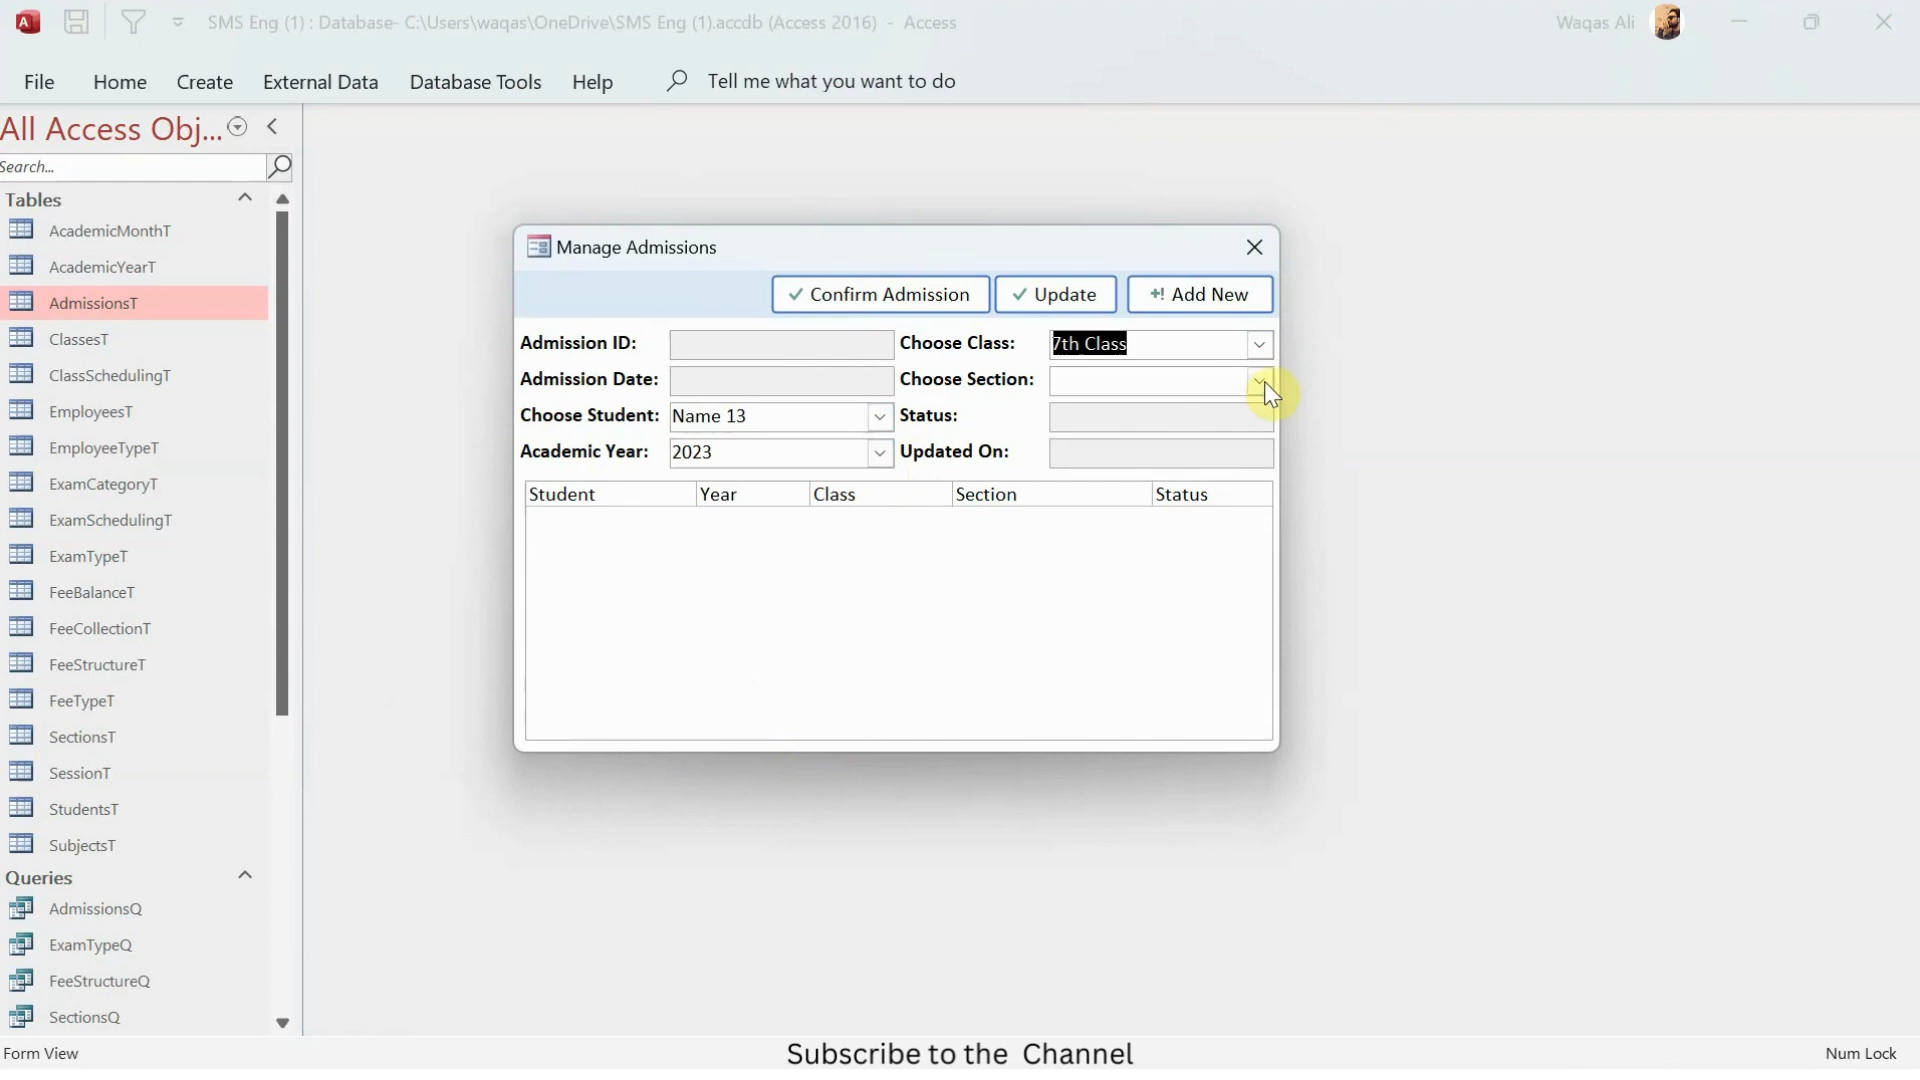 SMS Eng (1) : Database- C:\Users\waqas\OneDrive\SMS Eng (1).accdb (Access 2016) - Access
Waqas Ali
File Home Create External Data Database Tools Help Tell me what you want to do
All Access Obj...
Search...
Tables
AcademicMonthT
AcademicYearT
AdmissionsT
ClassesT
ClassSchedulingT
EmployeesT
EmployeeTypeT
ExamCategoryT
ExamSchedulingT
ExamTypeT
FeeBalanceT
FeeCollectionT
FeeStructureT
FeeTypeT
SectionsT
SessionT
StudentsT
SubjectsT
Queries
AdmissionsQ
ExamTypeQ
FeeStructureQ
SectionsQ
Manage Admissions
Confirm Admission Update Add New
Admission ID: Choose Class: 7th Class
Admission Date: Choose Section:
Choose Student: Name 13 Status:
Academic Year: 2023 Updated On:
Student Year Class Section Status
Form View
Subscribe to the Channel
Num Lock